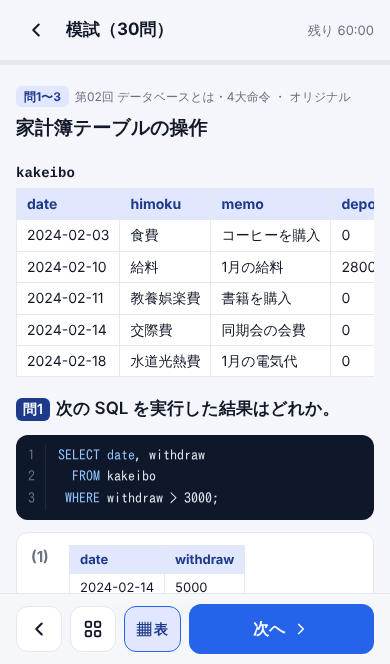 模試（30問） 残り 60:00
問1〜3 第02回 データベースとは・4大命令 ・ オリジナル
家計簿テーブルの操作
kakeibo
date himoku memo depo
2024-02-03 食費 コーヒーを購入 0
2024-02-10 給料 1月の給料 2800
2024-02-11 教養娯楽費 書籍を購入 0
2024-02-14 交際費 同期会の会費 0
2024-02-18 水道光熱費 1月の電気代 0
問1 次の SQL を実行した結果はどれか。
1 SELECT date, withdraw
2 FROM kakeibo
3 WHERE withdraw > 3000;
(1) date withdraw
2024-02-14 5000
表 次へ